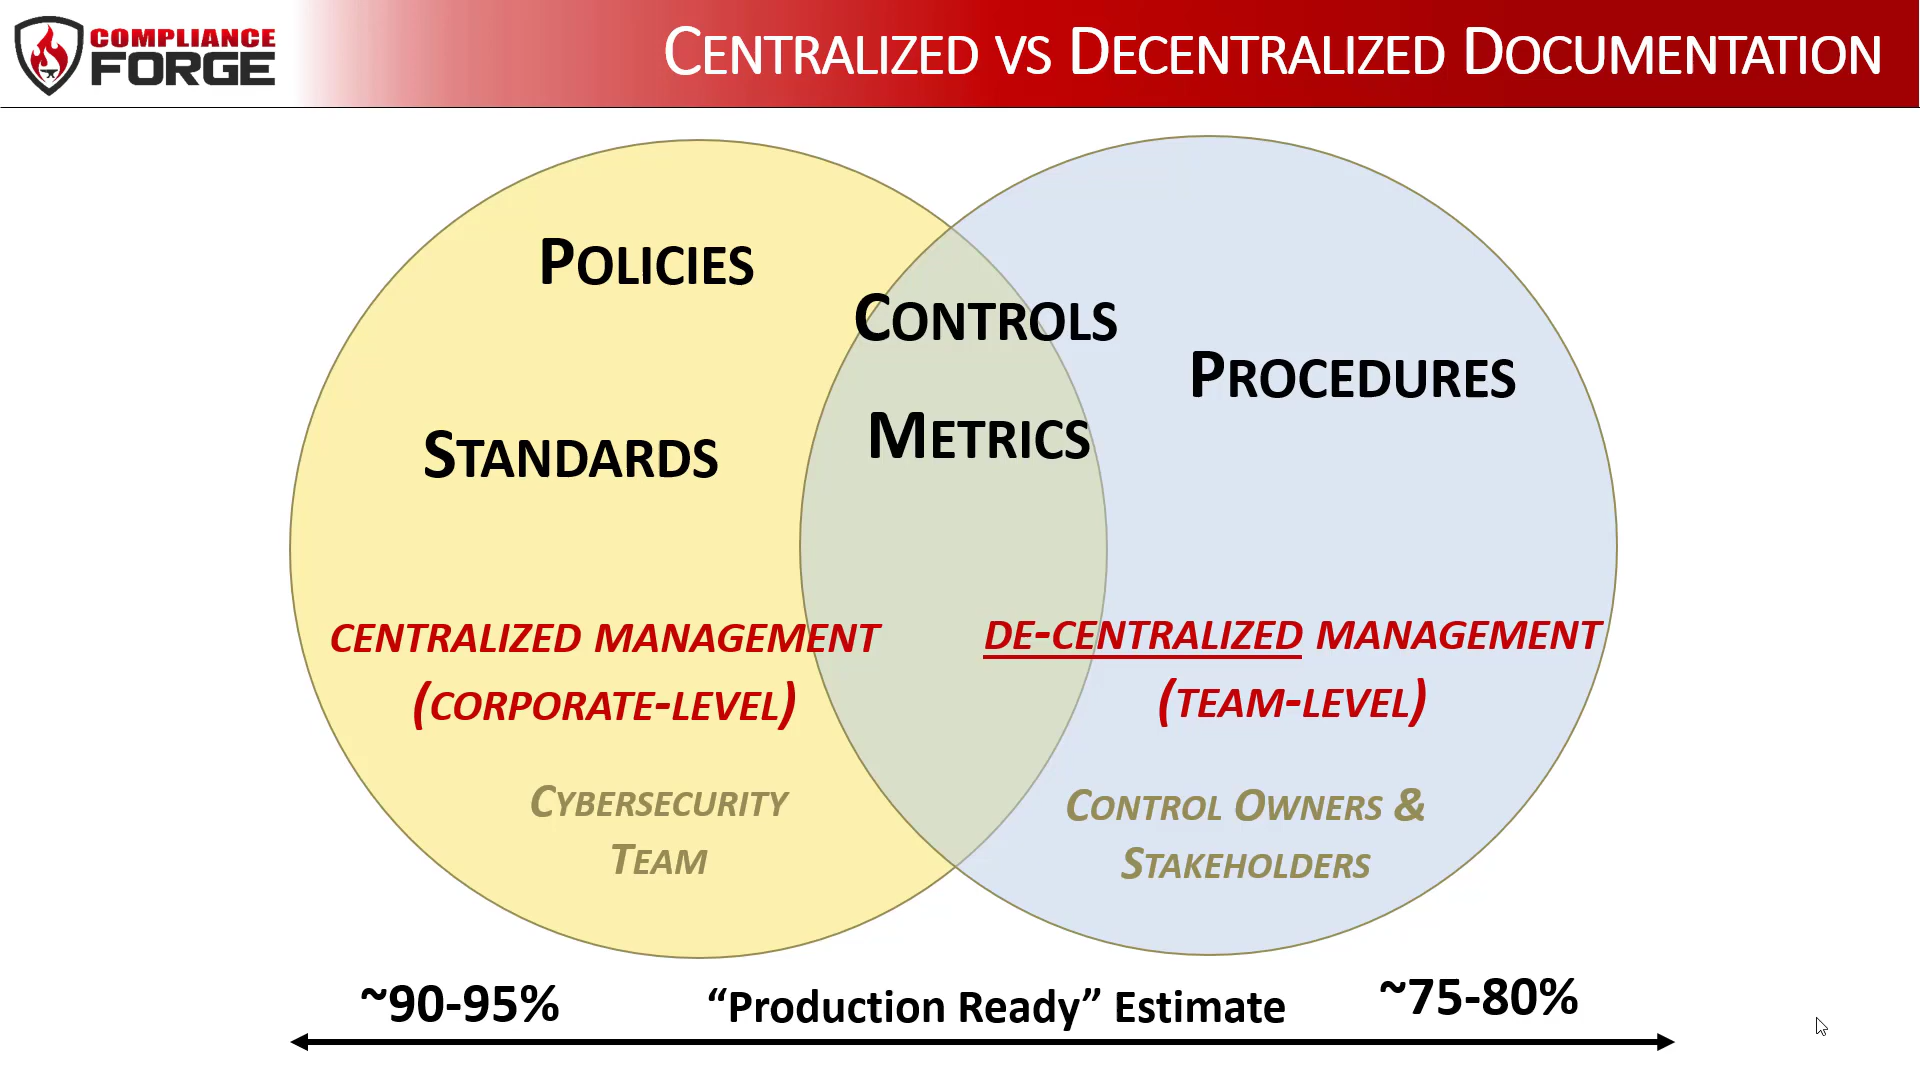 COMPLIANCE
FORGE
CENTRALIZED VS DECENTRALIZED DOCUMENTATION
POLICIES
CONTROLS
PROCEDURES
METRICS
STANDARDS
CENTRALIZED MANAGEMENT
(CORPORATE-LEVEL)
DE-CENTRALIZED MANAGEMENT
(TEAM-LEVEL)
CYBERSECURITY
TEAM
CONTROL OWNERS &
STAKEHOLDERS
~90-95%
“Production Ready” Estimate
~75-80%